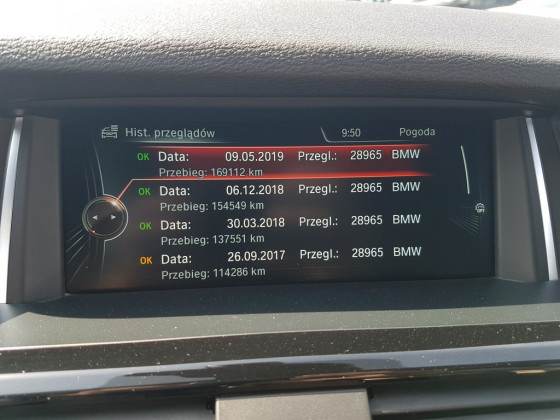 Hist. przeglądów 9:50 Pogoda
OK Data: 09.05.2019 Przegl.: 28965 BMW
Przebieg: 169112 km
OK Data: 06.12.2018 Przegl.: 28965 BMW
Przebieg: 154549 km
OK Data: 30.03.2018 Przegl.: 28965 BMW
Przebieg: 137551 km
OK Data: 26.09.2017 Przegl.: 28965 BMW
Przebieg: 114286 km